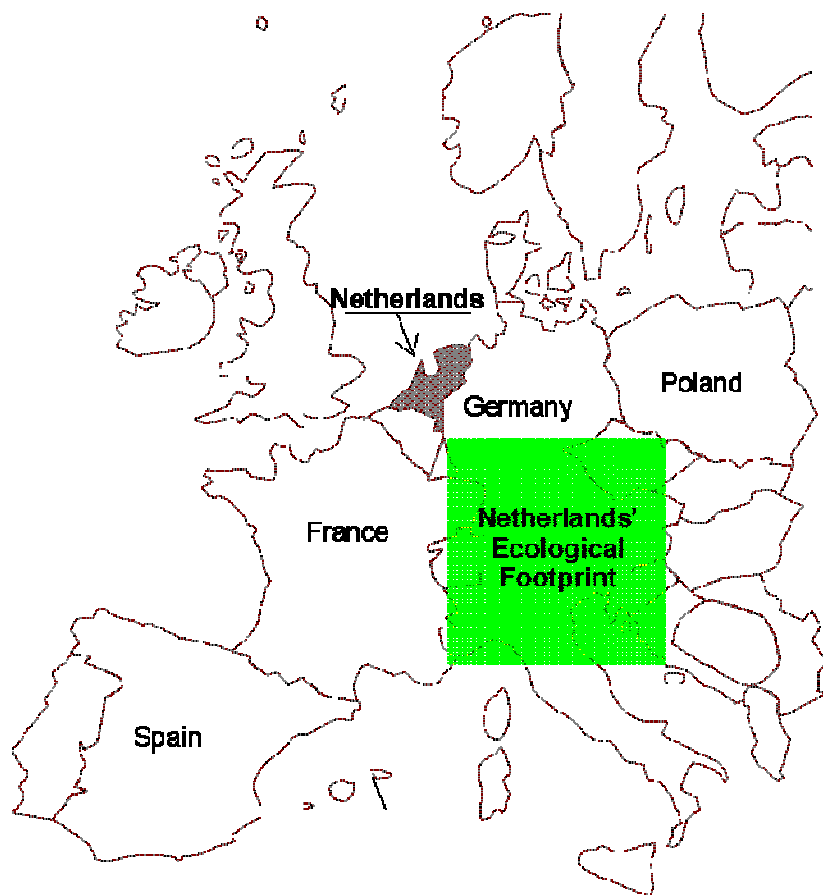 Netherlands
Poland
Germany
Netherlands'
Ecological
Footprint
France
Spain